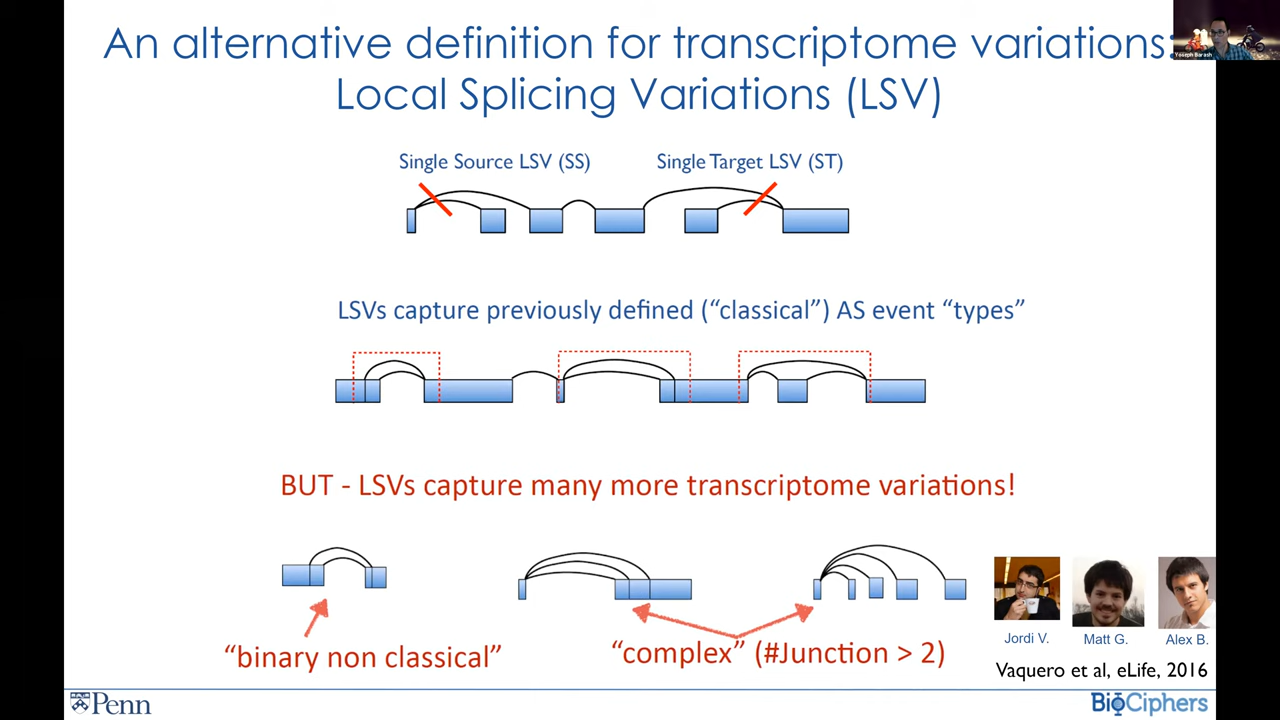 An alternative definition for transcriptome variations:
Local Splicing Variations (LSV)
Yoseph Barash
Single Source LSV (SS)
Single Target LSV (ST)
LSVs capture previously defined (“classical”) AS event “types”
BUT - LSVs capture many more transcriptome variations!
“binary non classical”
“complex” (#Junction > 2)
Jordi V.
Matt G.
Alex B.
Vaquero et al, eLife, 2016
Penn
BiOCiphers